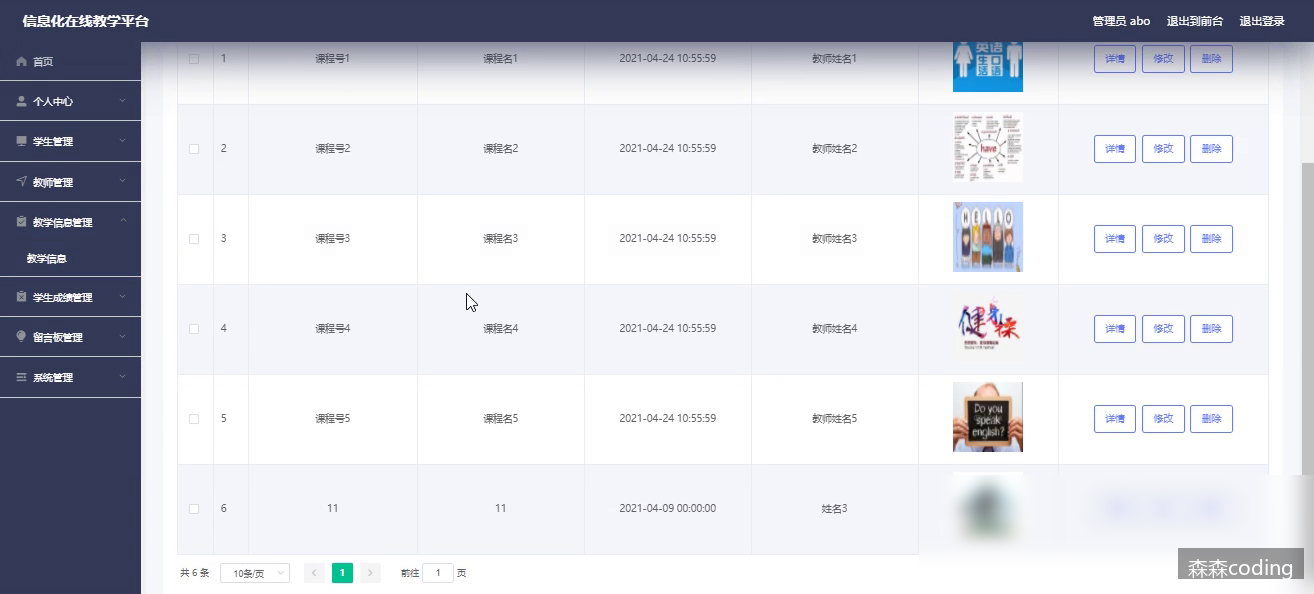 信息化在线教学平台
管理员 abo 退出到前台 退出登录
首页
个人中心
学生管理
教师管理
教学信息管理
教学信息
学生成绩管理
留言板管理
系统管理
1 课程号1 课程名1 2021-04-24 10:55:59 教师姓名1 英语口语生活 详情 修改 删除
2 课程号2 课程名2 2021-04-24 10:55:59 教师姓名2 have 详情 修改 删除
3 课程号3 课程名3 2021-04-24 10:55:59 教师姓名3 HELLO 详情 修改 删除
4 课程号4 课程名4 2021-04-24 10:55:59 教师姓名4 健身操 详情 修改 删除
5 课程号5 课程名5 2021-04-24 10:55:59 教师姓名5 Do you speak english? 详情 修改 删除
6 11 11 2021-04-09 00:00:00 姓名3
共 6 条 10条/页 1 前往 1 页
森森coding